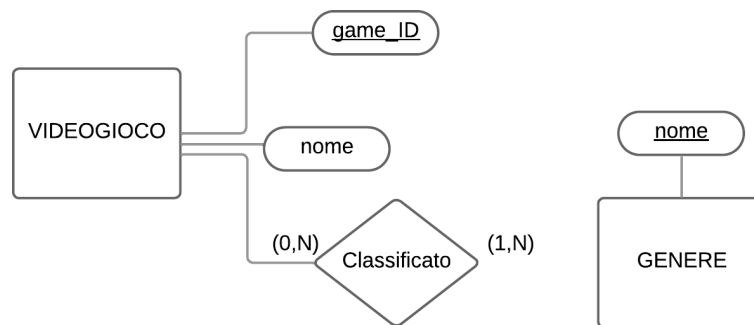 game_ID
VIDEOGIOCO
nome
nome
(0,N)
Classificato
(1,N)
GENERE